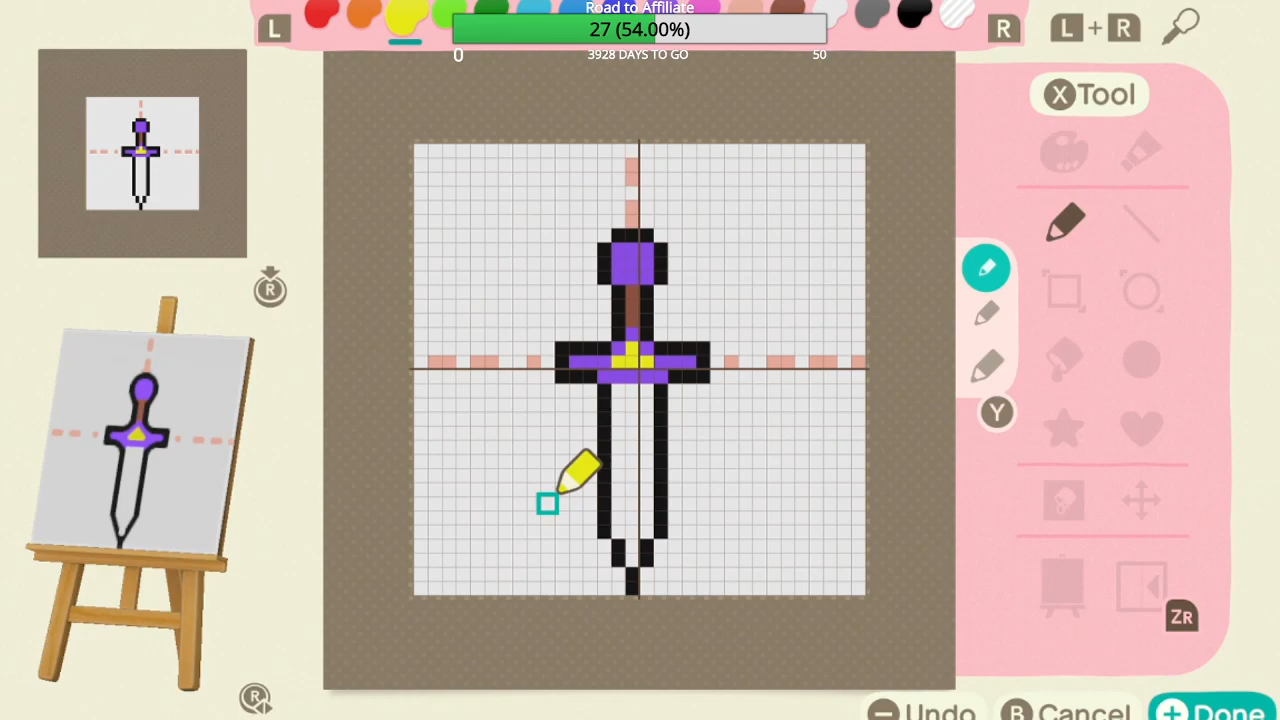 Road to Affiliate
27 (54.00%)
0 3928 DAYS TO GO 50
L R L + R
X Tool
R
Y
ZR
R
− Undo B Cancel + Done